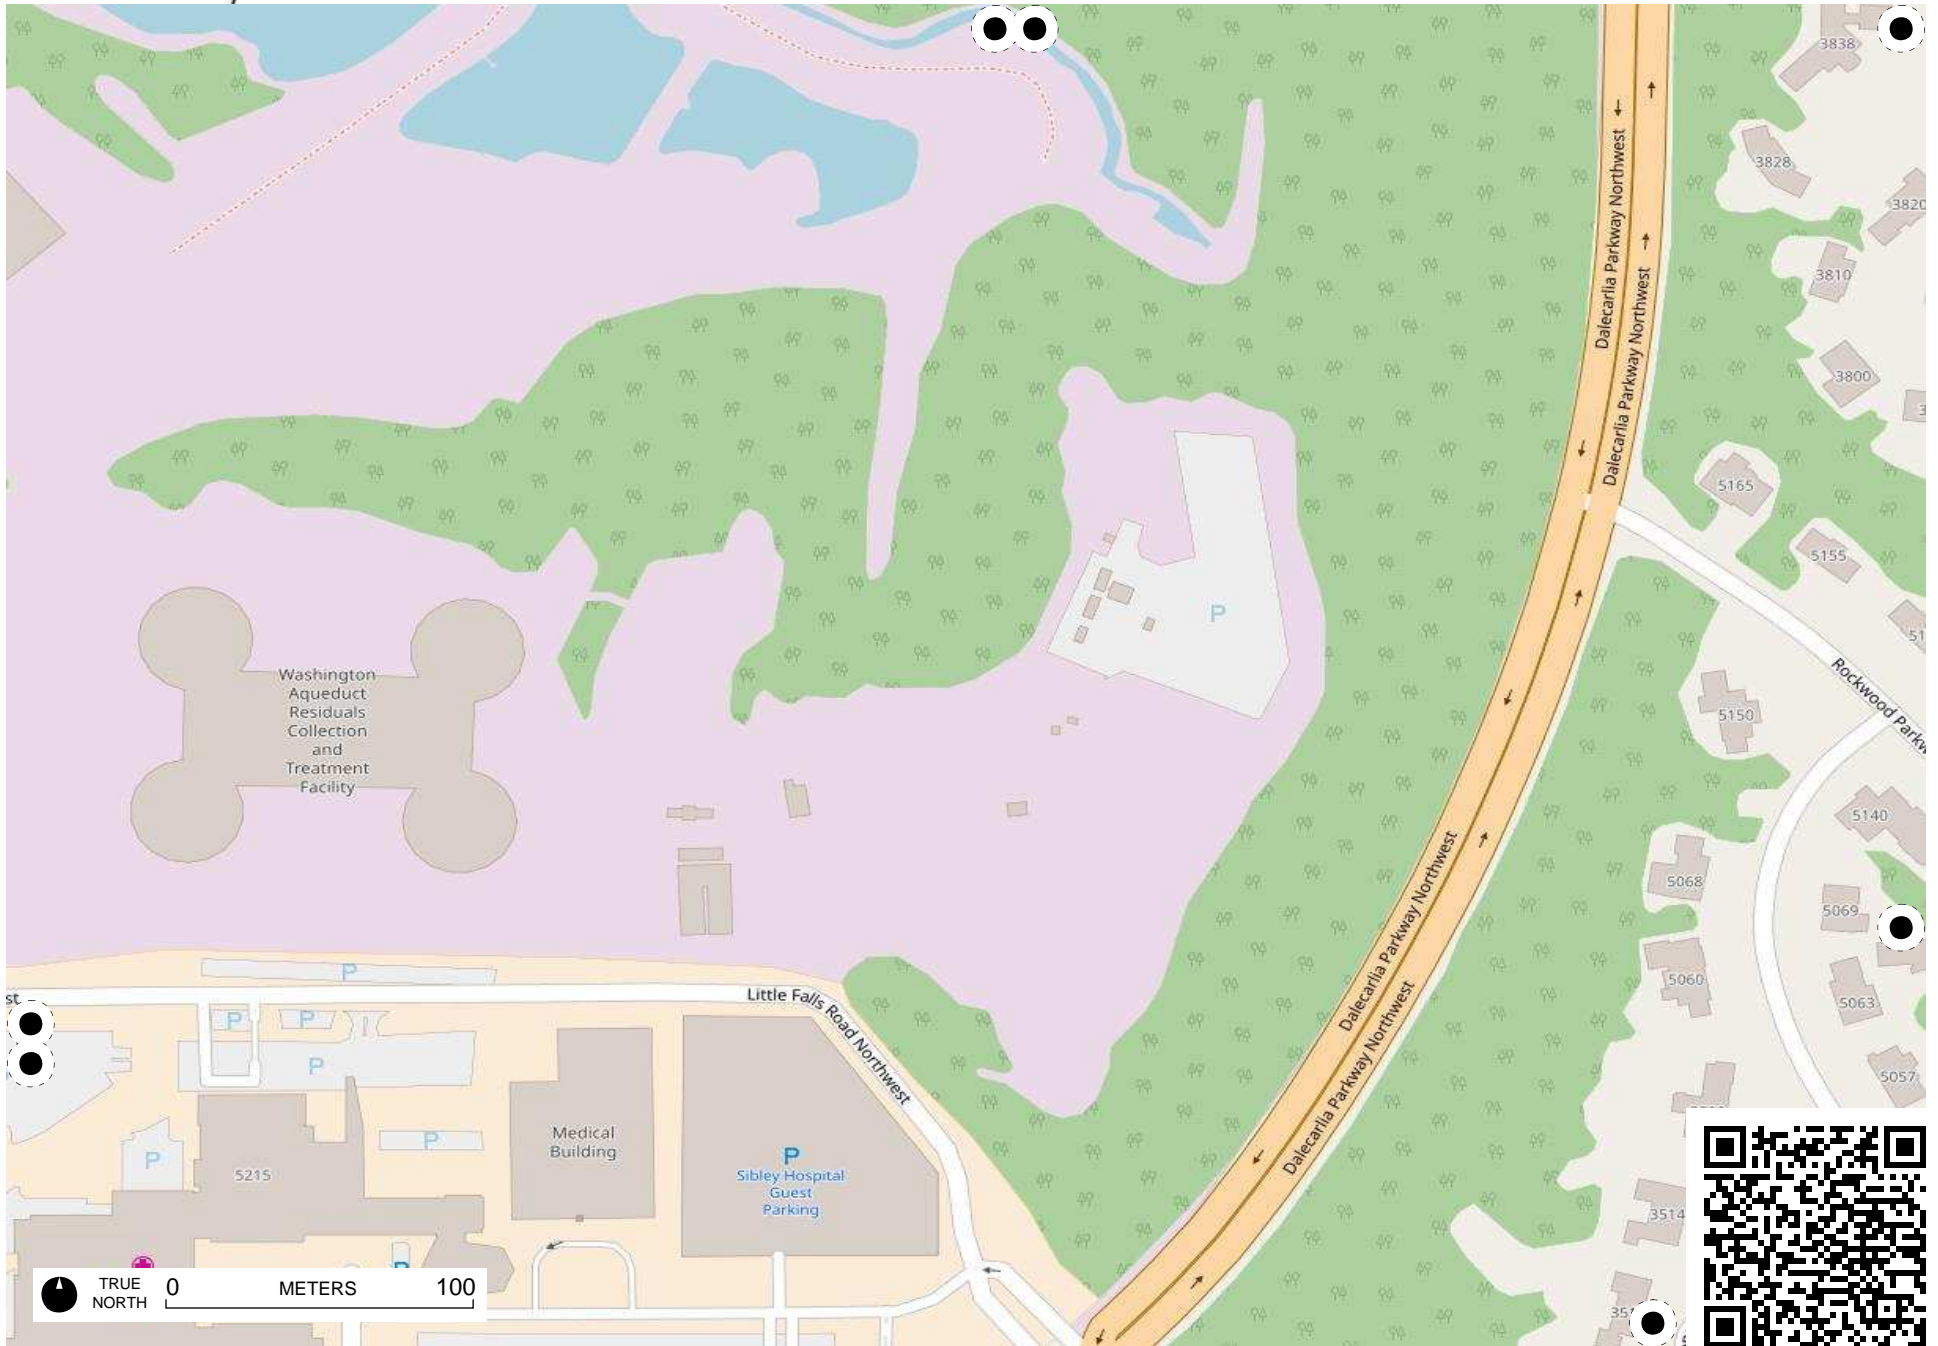 3838
Dalecarlia Parkway Northwest
3828
3820
Dalecarlia Parkway Northwest
3810
3800
5165
5155
P
Rockwood Parkw
5150
Washington
Aqueduct
Residuals
Collection
and
Treatment
Facility
5140
Dalecarlia Parkway Northwest
5068
5069
P
5060
Little Falls Road Northwest
st
5063
Dalecarlia Parkway Northwest
P
P
P
5057
P
Medical
Building
P
P
Sibley Hospital
Guest
Parking
5215
3514
P
TRUE
NORTH
0
METERS
100